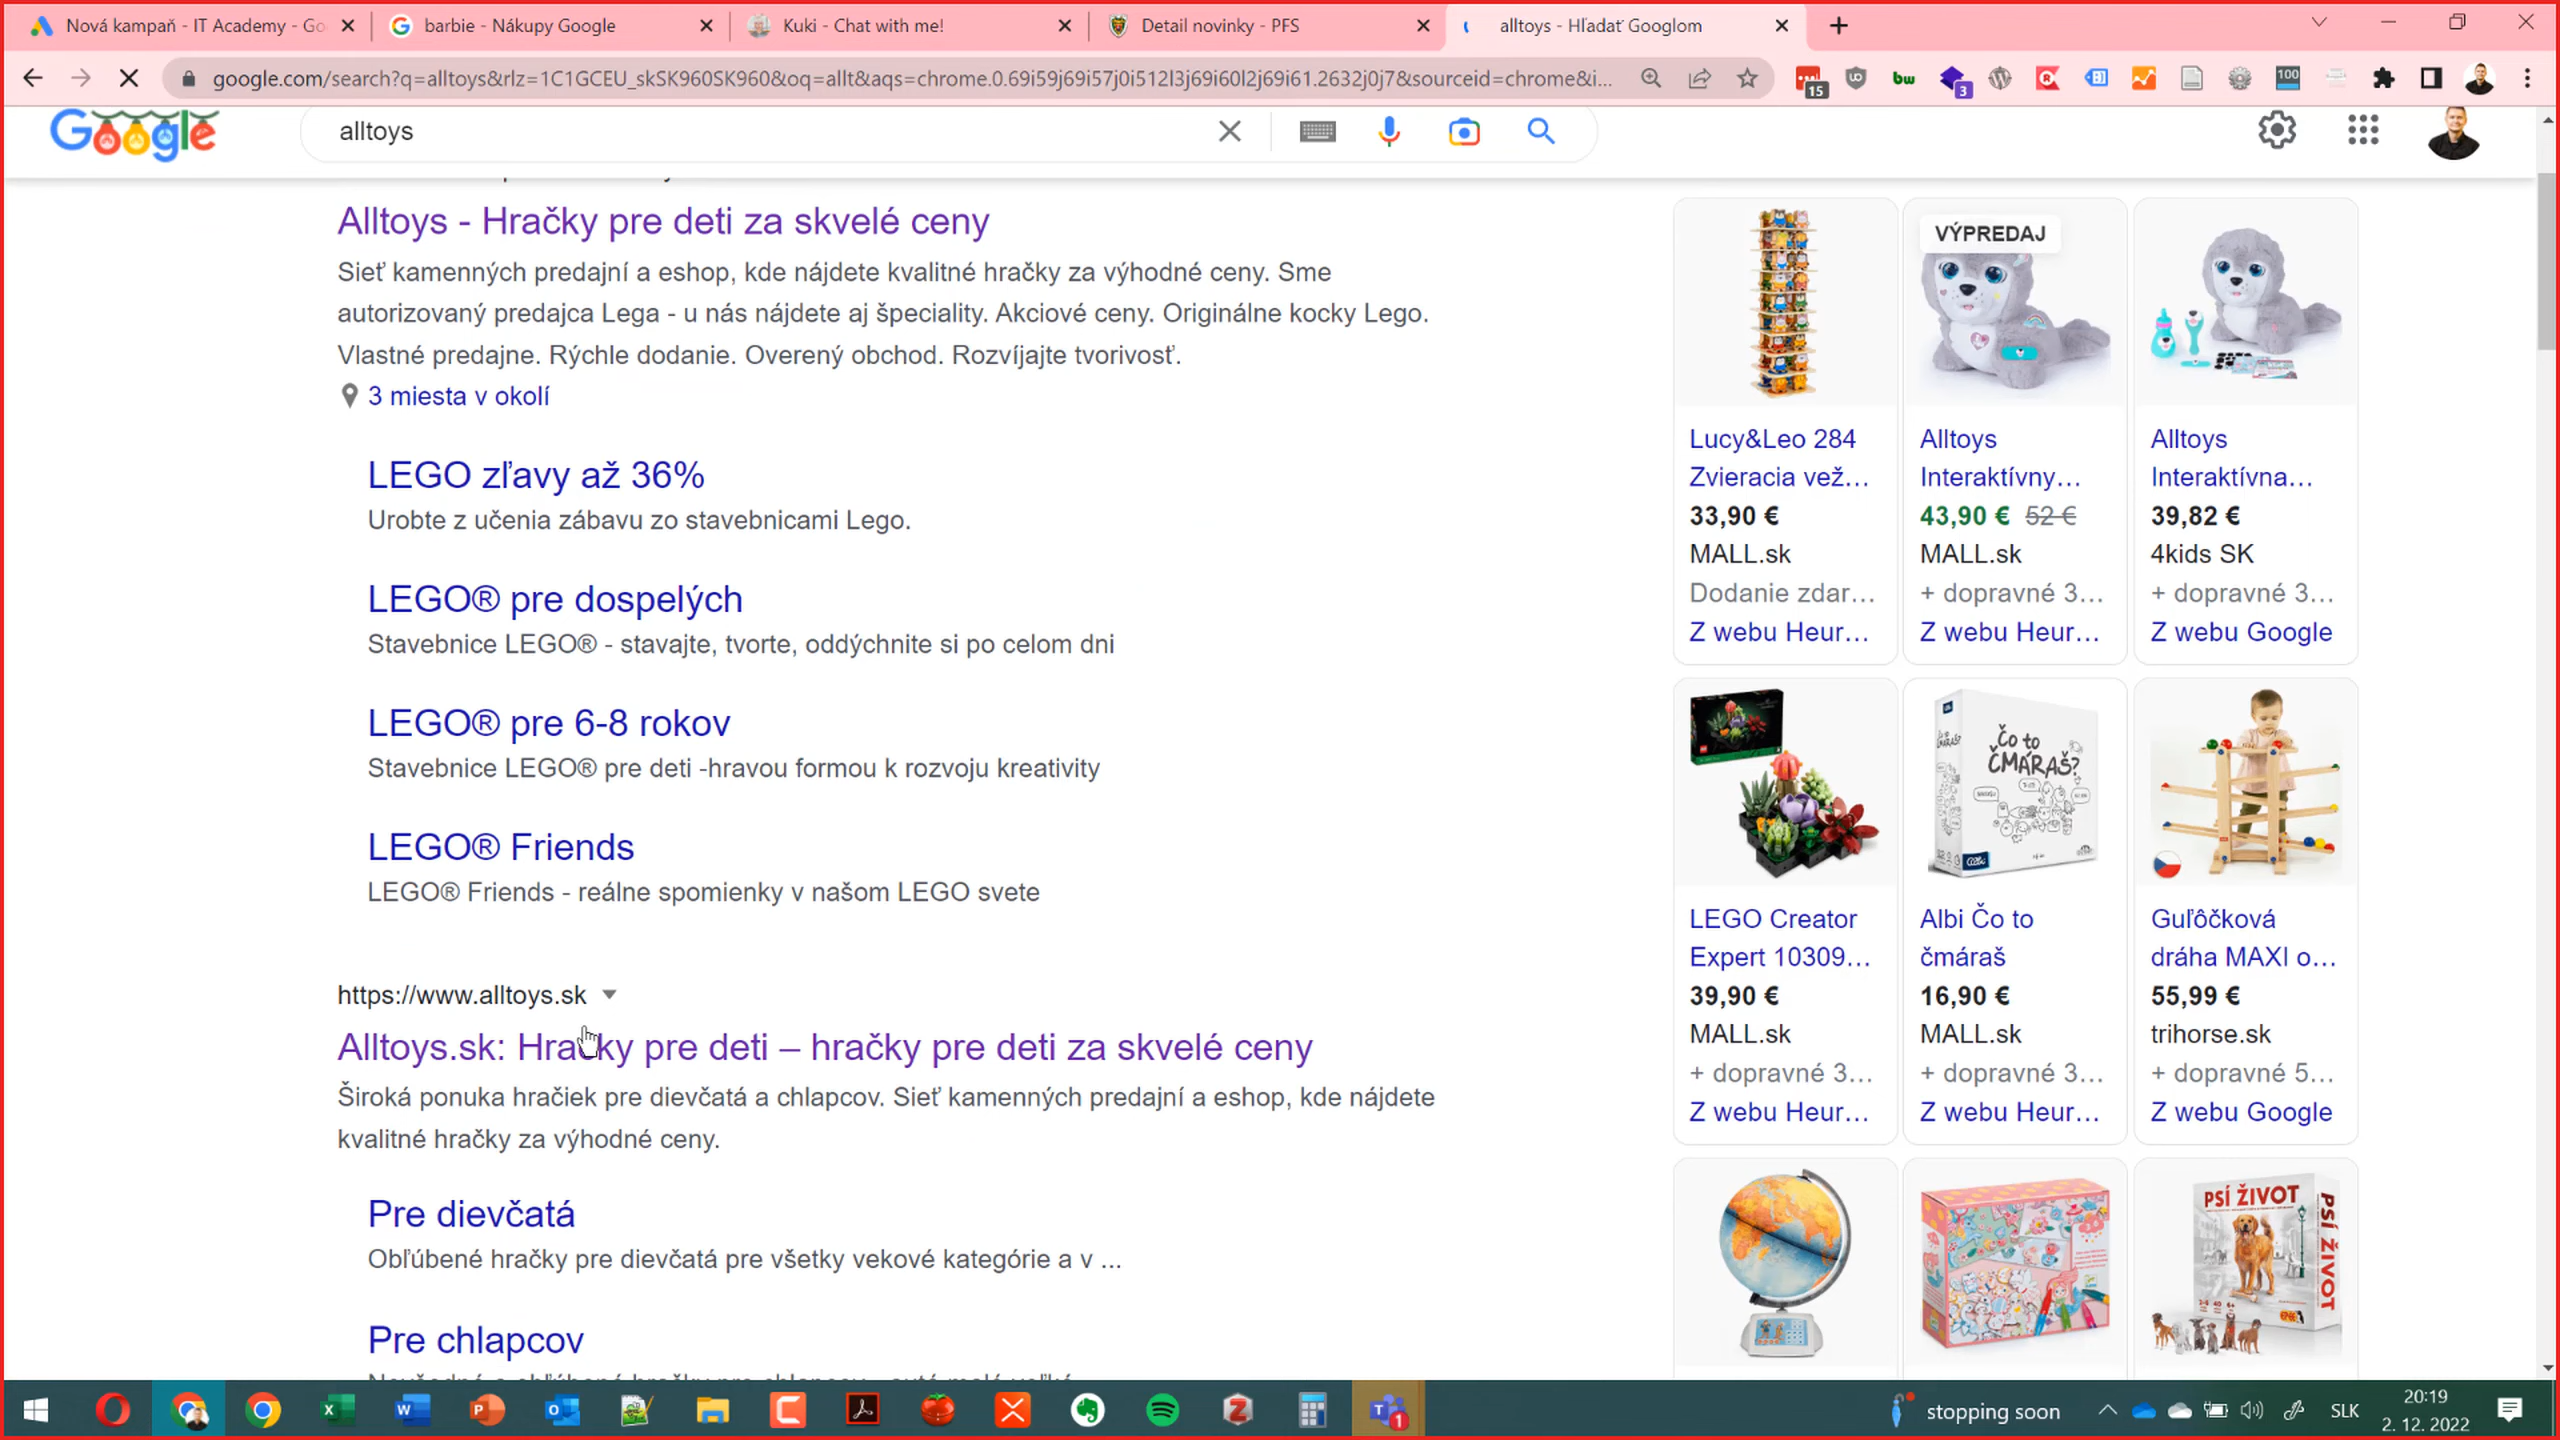 Nová kampaň - IT Academy - Go
barbie - Nákupy Google
Kuki - Chat with me!
Detail novinky - PFS
alltoys - Hľadať Googlom
google.com/search?q=alltoys&rlz=1C1GCEU_skSK960SK960&oq=allt&aqs=chrome.0.69i59j69i57j0i512l3j69i60l2j69i61.2632j0j7&sourceid=chrome&i...
15
bw
3
100
Google
alltoys
Alltoys - Hračky pre deti za skvelé ceny
Sieť kamenných predajní a eshop, kde nájdete kvalitné hračky za výhodné ceny. Sme
autorizovaný predajca Lega - u nás nájdete aj špeciality. Akciové ceny. Originálne kocky Lego.
Vlastné predajne. Rýchle dodanie. Overený obchod. Rozvíjajte tvorivosť.
3 miesta v okolí
LEGO zľavy až 36%
Urobte z učenia zábavu zo stavebnicami Lego.
LEGO® pre dospelých
Stavebnice LEGO® - stavajte, tvorte, oddýchnite si po celom dni
LEGO® pre 6-8 rokov
Stavebnice LEGO® pre deti -hravou formou k rozvoju kreativity
LEGO® Friends
LEGO® Friends - reálne spomienky v našom LEGO svete
https://www.alltoys.sk
Alltoys.sk: Hračky pre deti – hračky pre deti za skvelé ceny
Široká ponuka hračiek pre dievčatá a chlapcov. Sieť kamenných predajní a eshop, kde nájdete
kvalitné hračky za výhodné ceny.
Pre dievčatá
Obľúbené hračky pre dievčatá pre všetky vekové kategórie a v ...
Pre chlapcov
Lucy&Leo 284
Zvieracia vež...
33,90 €
MALL.sk
Dodanie zdar...
Z webu Heur...
VÝPREDAJ
Alltoys
Interaktívny...
43,90 € 52 €
MALL.sk
+ dopravné 3...
Z webu Heur...
Alltoys
Interaktívna...
39,82 €
4kids SK
+ dopravné 3...
Z webu Google
LEGO Creator
Expert 10309...
39,90 €
MALL.sk
+ dopravné 3...
Z webu Heur...
Čo to
ČMÁRAŠ?
Albi
Albi Čo to
čmáraš
16,90 €
MALL.sk
+ dopravné 3...
Z webu Heur...
Guľôčková
dráha MAXI o...
55,99 €
trihorse.sk
+ dopravné 5...
Z webu Google
PSÍ ŽIVOT
PSÍ ŽIVOT
stopping soon
SLK
20:19
2. 12. 2022
1